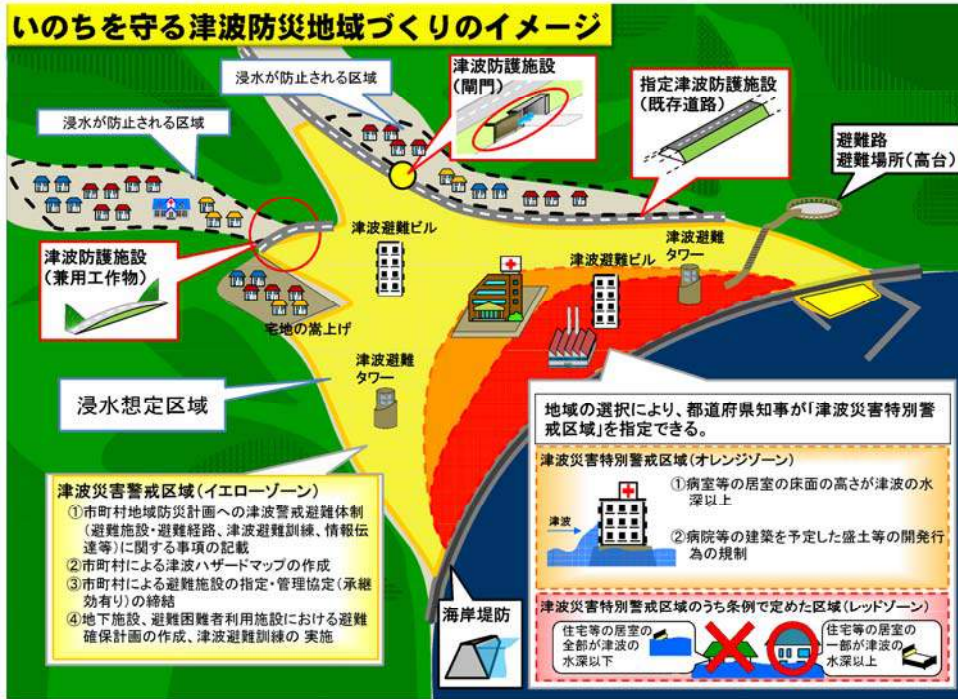 いのちを守る津波防災地域づくりのイメージ
浸水が防止される区域
浸水が防止される区域
津波防護施設
(閘門)
指定津波防護施設
(既存道路)
避難路
避難場所(高台)
津波防護施設
(兼用工作物)
津波避難ビル
津波避難ビル
津波避難
タワー
宅地の嵩上げ
津波避難
タワー
浸水想定区域
津波災害警戒区域(イエローゾーン)
①市町村地域防災計画への津波警戒避難体制
(避難施設・避難経路、津波避難訓練、情報伝
達等)に関する事項の記載
②市町村による津波ハザードマップの作成
③市町村による避難施設の指定・管理協定(承継
効有り)の締結
④地下施設、避難困難者利用施設における避難
確保計画の作成、津波避難訓練の 実施
海岸堤防
地域の選択により、都道府県知事が「津波災害特別警
戒区域」を指定できる。
津波災害特別警戒区域(オレンジゾーン)
津波
①病室等の居室の床面の高さが津波の水
深以上
②病院等の建築を予定した盛土等の開発行
為の規制
津波災害特別警戒区域のうち条例で定めた区域(レッドゾーン)
住宅等の居室の
全部が津波の
水深以下
住宅等の居室の
一部が津波の
水深以上